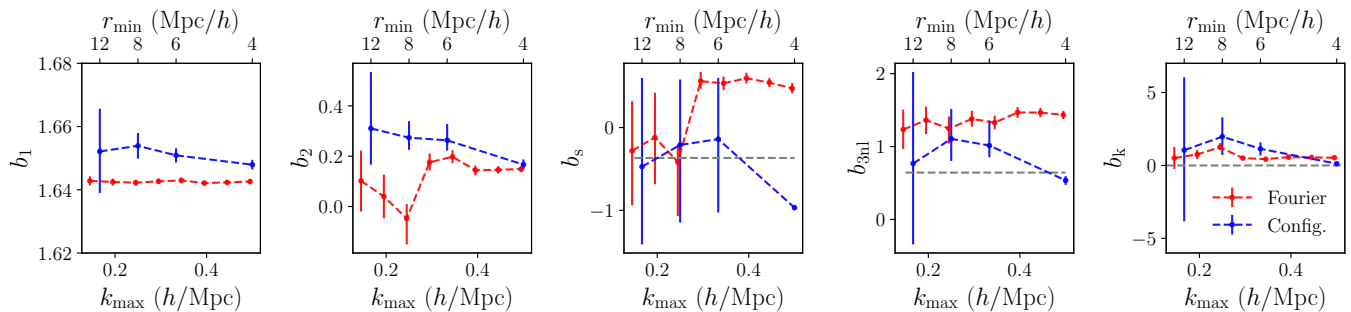 r_min (Mpc/h) r_min (Mpc/h) r_min (Mpc/h) r_min (Mpc/h) r_min (Mpc/h)
12 8 6 4 12 8 6 4 12 8 6 4 12 8 6 4 12 8 6 4
b_1
1.68
1.66
1.64
1.62
0.2 0.4
k_max (h/Mpc)
b_2
0.4
0.2
0.0
0.2 0.4
k_max (h/Mpc)
b_s
0
−1
0.2 0.4
k_max (h/Mpc)
b_3nl
2
1
0
0.2 0.4
k_max (h/Mpc)
b_k
5
0
−5
Fourier
Config.
0.2 0.4
k_max (h/Mpc)